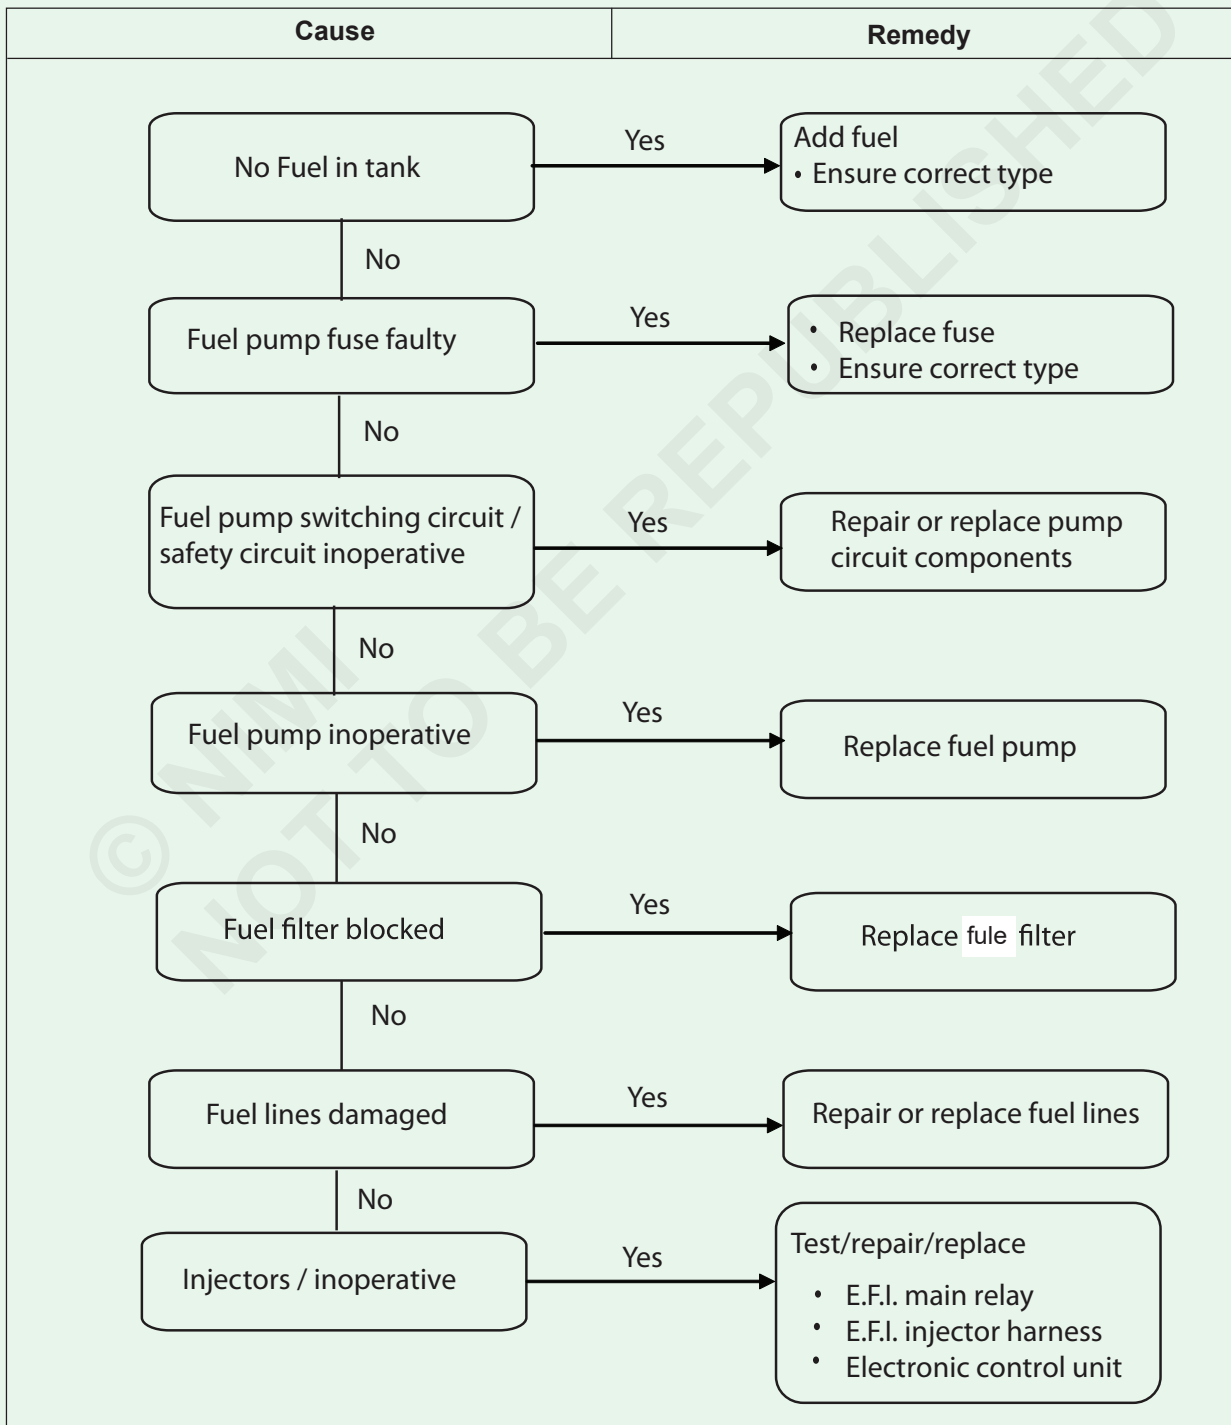 Cause
Remedy
No Fuel in tank
Yes
Add fuel
• Ensure correct type
No
Fuel pump fuse faulty
Yes
• Replace fuse
• Ensure correct type
No
Fuel pump switching circuit /
safety circuit inoperative
Yes
Repair or replace pump
circuit components
No
Fuel pump inoperative
Yes
Replace fuel pump
No
Fuel filter blocked
Yes
Replace fule filter
No
Fuel lines damaged
Yes
Repair or replace fuel lines
No
Injectors / inoperative
Yes
Test/repair/replace
• E.F.I. main relay
• E.F.I. injector harness
• Electronic control unit
© NIMI
NOT TO BE REPUBLISHED